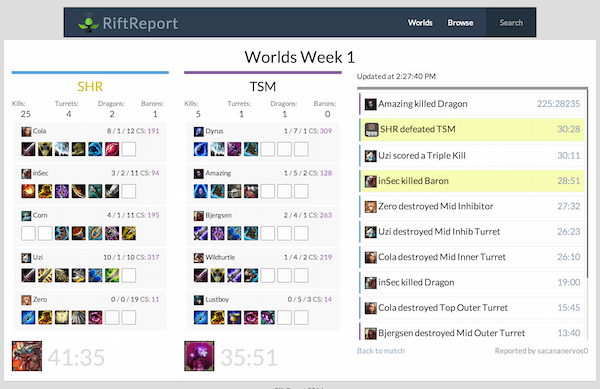 RiftReport
Worlds Browse Search
Worlds Week 1
SHR
Kills: Turrets: Dragons: Barons:
25 4 2 1
Cola 8 / 1 / 12 CS: 191
inSec 3 / 2 / 11 CS: 94
Corn 4 / 1 / 11 CS: 195
Uzi 10 / 1 / 10 CS: 317
Zero 0 / 0 / 19 CS: 11
41:35
TSM
Kills: Turrets: Dragons: Barons:
5 1 1 0
Dyrus 1 / 7 / 1 CS: 309
Amazing 1 / 5 / 2 CS: 128
Bjergsen 2 / 4 / 1 CS: 263
Wildturtle 1 / 4 / 2 CS: 219
Lustboy 0 / 5 / 3 CS: 14
35:51
Updated at 2:27:40 PM
Amazing killed Dragon 225:28235
SHR defeated TSM 30:28
Uzi scored a Triple Kill 30:11
inSec killed Baron 28:51
Zero destroyed Mid Inhibitor 27:32
Uzi destroyed Mid Inhib Turret 26:23
Cola destroyed Mid Inner Turret 26:10
inSec killed Dragon 19:00
Cola destroyed Top Outer Turret 15:45
Bjergsen destroyed Mid Outer Turret 13:40
Back to match Reported by sacananervos0